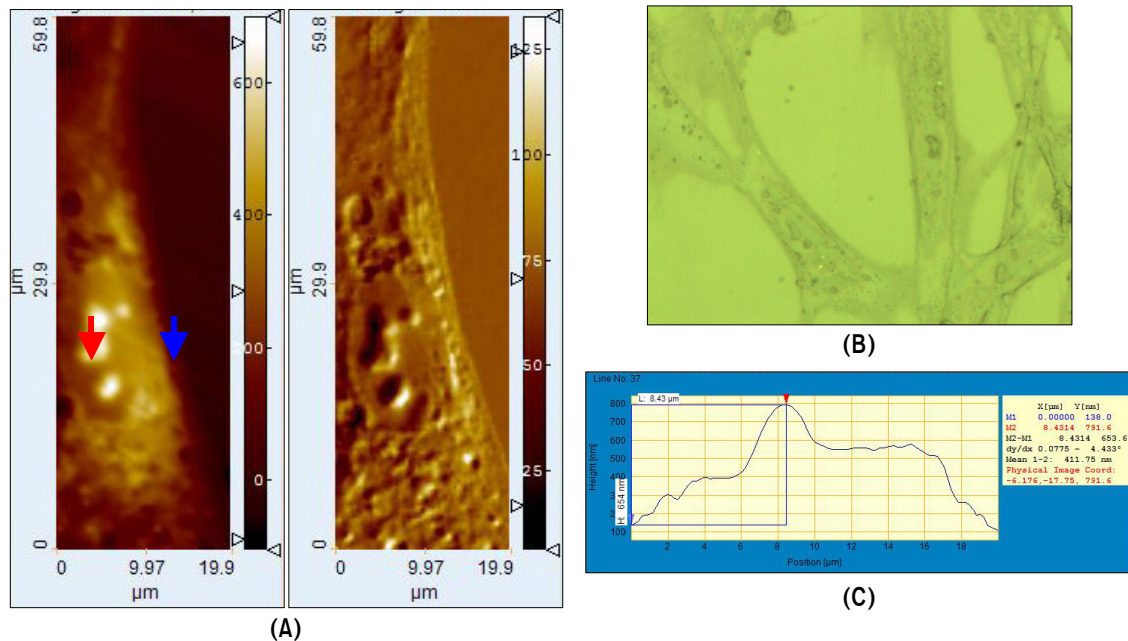 59.8
29.9
0
µm
0
9.97
19.9
µm
600
400
200
0
59.8
29.9
0
µm
0
9.97
19.9
µm
125
100
75
50
25
0
(A)
(B)
Line No: 37
L: 8.43 µm
800
700
600
500
400
300
200
100
Height [nm]
H: 654 nm
2
4
6
8
10
12
14
16
18
Position [µm]
X[µm] Y[nm]
M1 0.00000 138.0
M2 8.4314 791.6
M2-M1 8.4314 653.6
dy/dx 0.0775 ~ 4.433°
Mean 1-2: 411.75 nm
Physical Image Coord:
-6.176,-17.75, 791.6
(C)